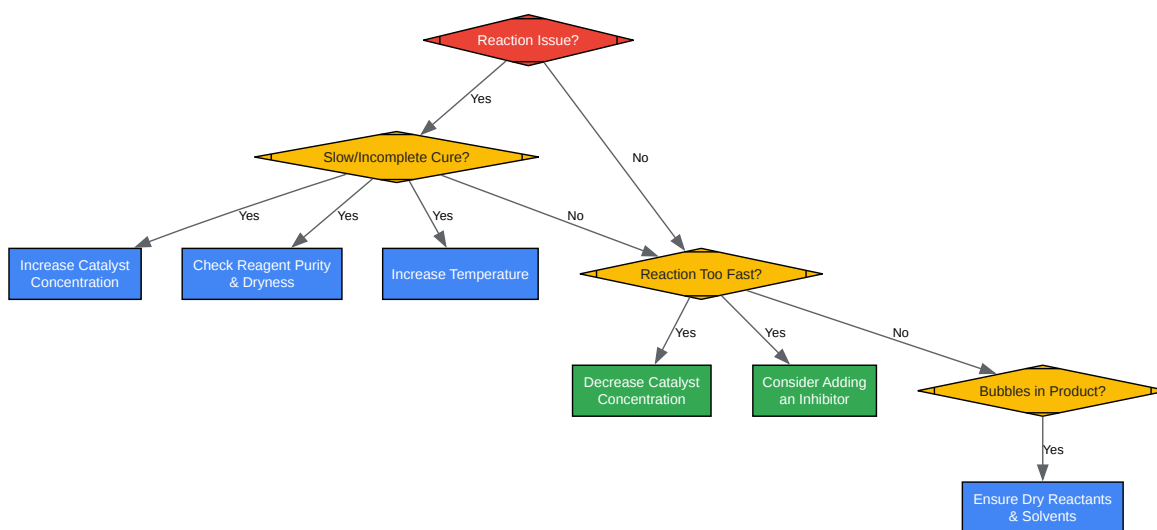 Reaction Issue?
Yes
Slow/Incomplete Cure?
No
Yes
Yes
Yes
No
Increase Catalyst
Concentration
Check Reagent Purity
& Dryness
Increase Temperature
Reaction Too Fast?
Yes
Yes
No
Decrease Catalyst
Concentration
Consider Adding
an Inhibitor
Bubbles in Product?
Yes
Ensure Dry Reactants
& Solvents